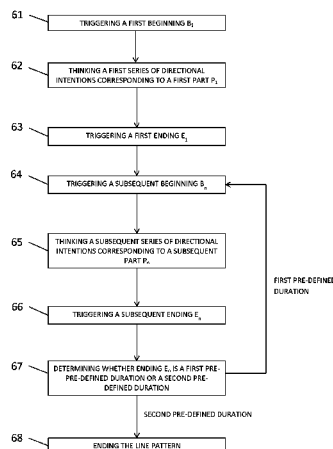 61
TRIGGERING A FIRST BEGINNING B₁
62
THINKING A FIRST SERIES OF DIRECTIONAL
INTENTIONS CORRESPONDING TO A FIRST PART P₁
63
TRIGGERING A FIRST ENDING E₁
64
TRIGGERING A SUBSEQUENT BEGINNING Bₙ
65
THINKING A SUBSEQUENT SERIES OF DIRECTIONAL
INTENTIONS CORRESPONDING TO A SUBSEQUENT
PART Pₙ
FIRST PRE-DEFINED
DURATION
66
TRIGGERING A SUBSEQUENT ENDING Eₙ
67
DETERMINING WHETHER ENDING Eₙ IS A FIRST PRE-
PRE-DEFINED DURATION OR A SECOND PRE-
DEFINED DURATION
SECOND PRE-DEFINED DURATION
68
ENDING THE LINE PATTERN